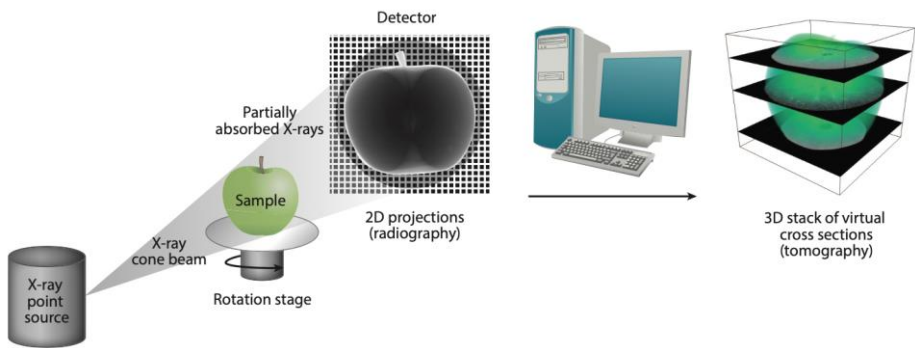 Detector
Partially
absorbed X-rays
Sample
X-ray
cone beam
Rotation stage
X-ray
point
source
2D projections
(radiography)
3D stack of virtual
cross sections
(tomography)